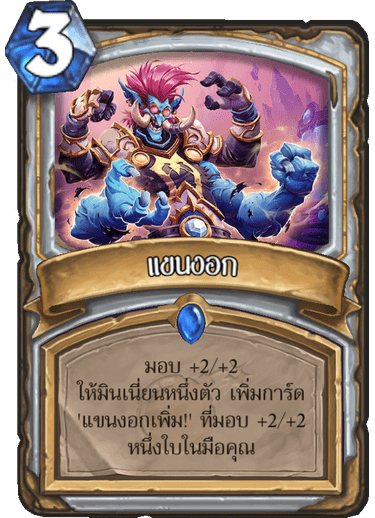 3
แขนงอก
มอบ +2/+2
ให้มินเนี่ยนหนึ่งตัว เพิ่มการ์ด
'แขนงอกเพิ่ม!' ที่มอบ +2/+2
หนึ่งใบในมือคุณ